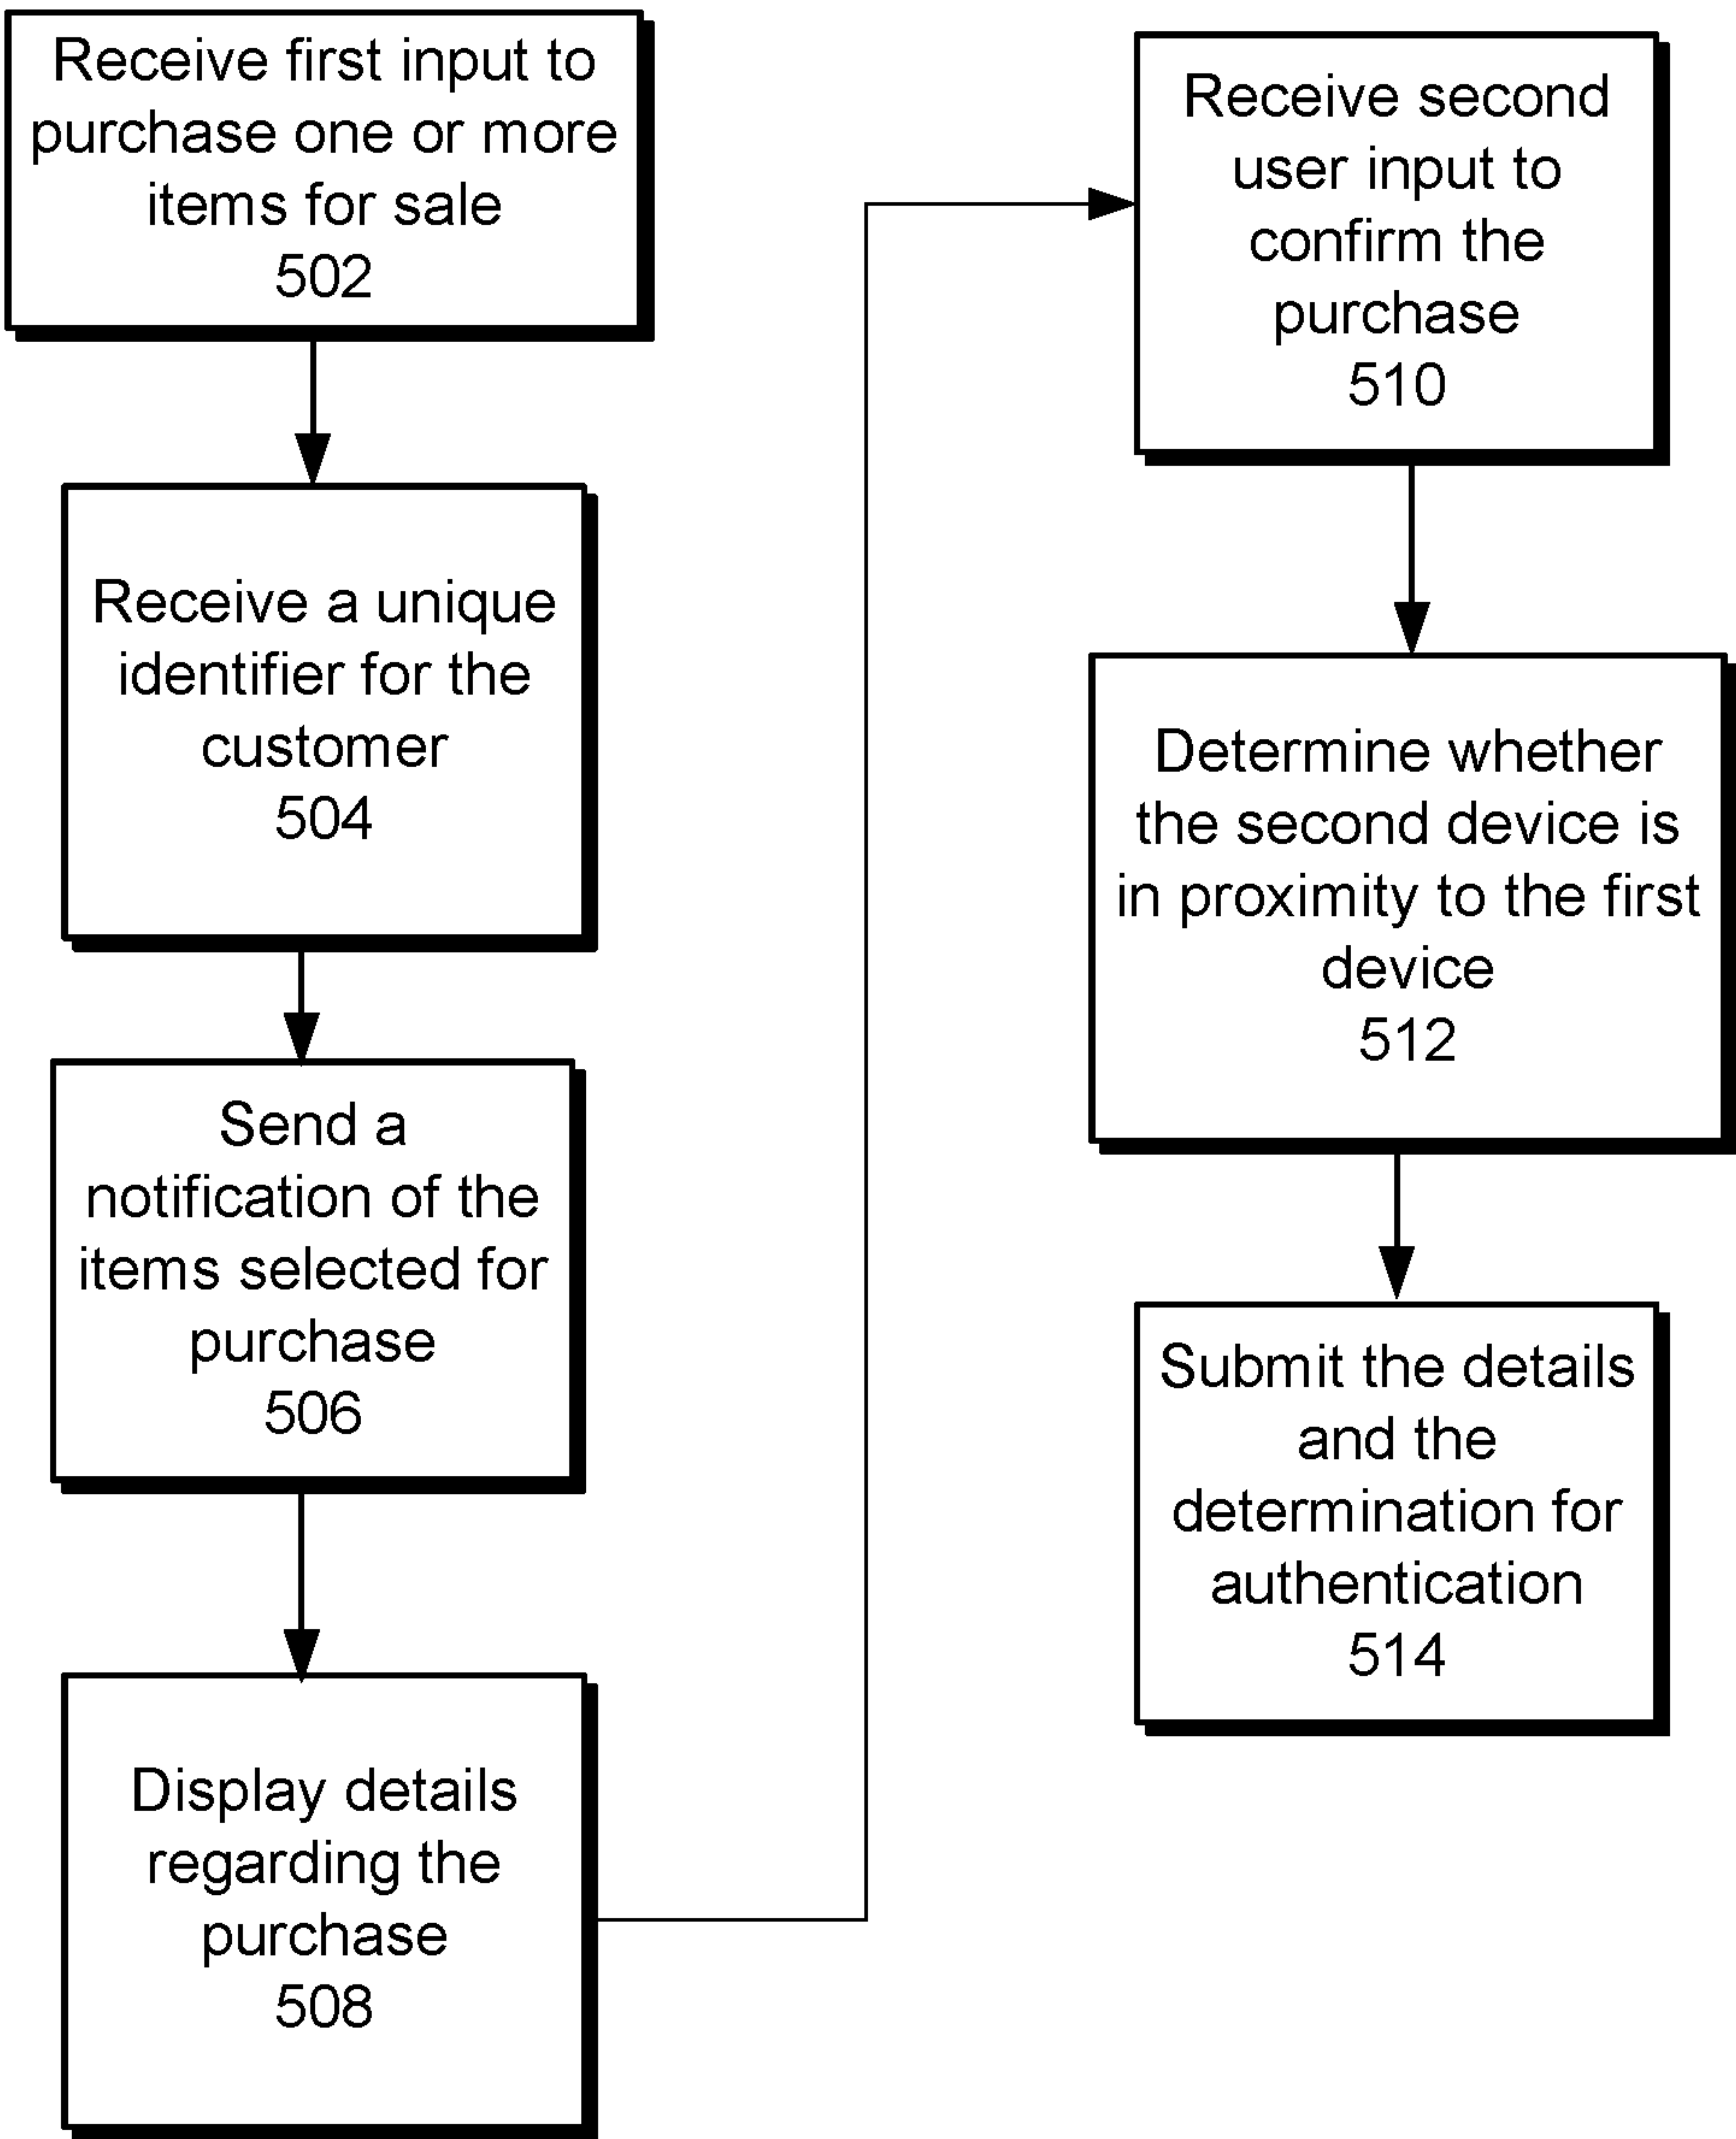 Receive first input to
purchase one or more
items for sale
502
Receive a unique
identifier for the
customer
504
Send a
notification of the
items selected for
purchase
506
Display details
regarding the
purchase
508
Receive second
user input to
confirm the
purchase
510
Determine whether
the second device is
in proximity to the first
device
512
Submit the details
and the
determination for
authentication
514